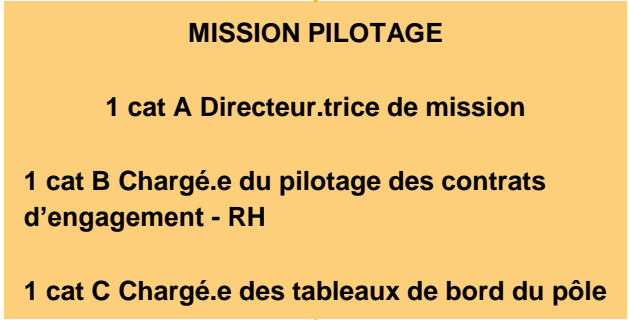 MISSION PILOTAGE
1 cat A Directeur.trice de mission
1 cat B Chargé.e du pilotage des contrats
d’engagement - RH
1 cat C Chargé.e des tableaux de bord du pôle